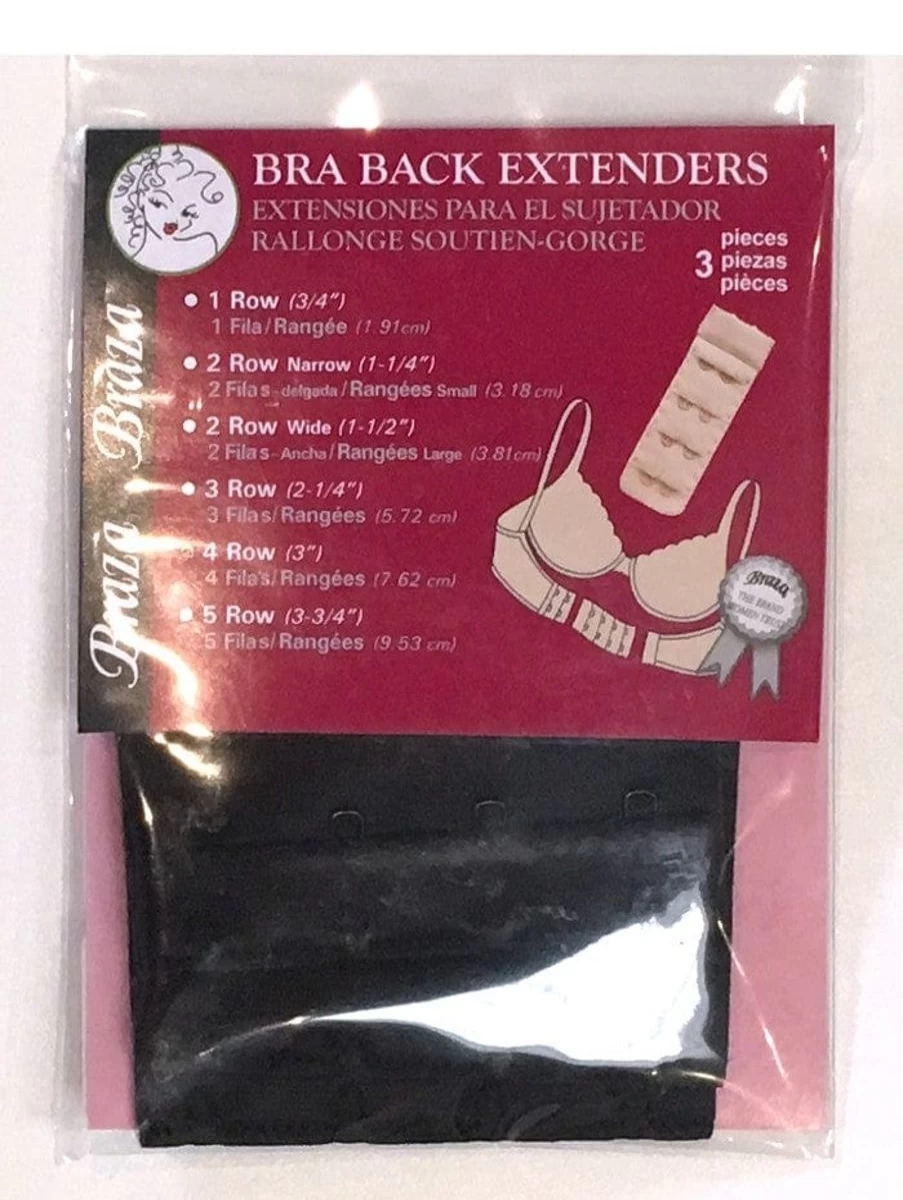 BRA BACK EXTENDERS
EXTENSIONES PARA EL SUJETADOR
RALLONGE SOUTIEN-GORGE
3 pieces
piezas
pièces
• 1 Row (3/4")
1 Fila/Rangée (1.91cm)
• 2 Row Narrow (1-1/4")
2 Filas-delgada/Rangées Small (3.18 cm)
• 2 Row Wide (1-1/2")
2 Filas-Ancha/Rangées Large (3.81cm)
• 3 Row (2-1/4")
3 Filas/Rangées (5.72 cm)
• 4 Row (3")
4 Filas/Rangées (7.62 cm)
• 5 Row (3-3/4")
5 Filas/Rangées (9.53 cm)
Braza
Braza
Braza
THE BRAND
WOMEN TRUST